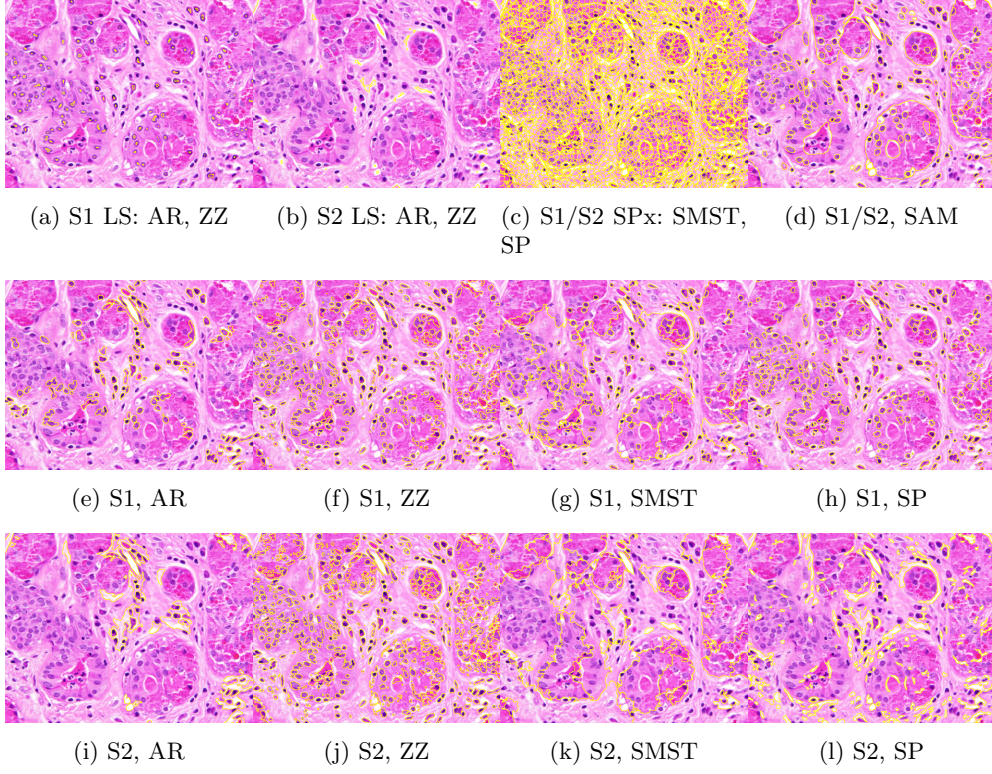 (a) S1 LS: AR, ZZ
(b) S2 LS: AR, ZZ
(c) S1/S2 SPx: SMST,
SP
(d) S1/S2, SAM
(e) S1, AR
(f) S1, ZZ
(g) S1, SMST
(h) S1, SP
(i) S2, AR
(j) S2, ZZ
(k) S2, SMST
(l) S2, SP